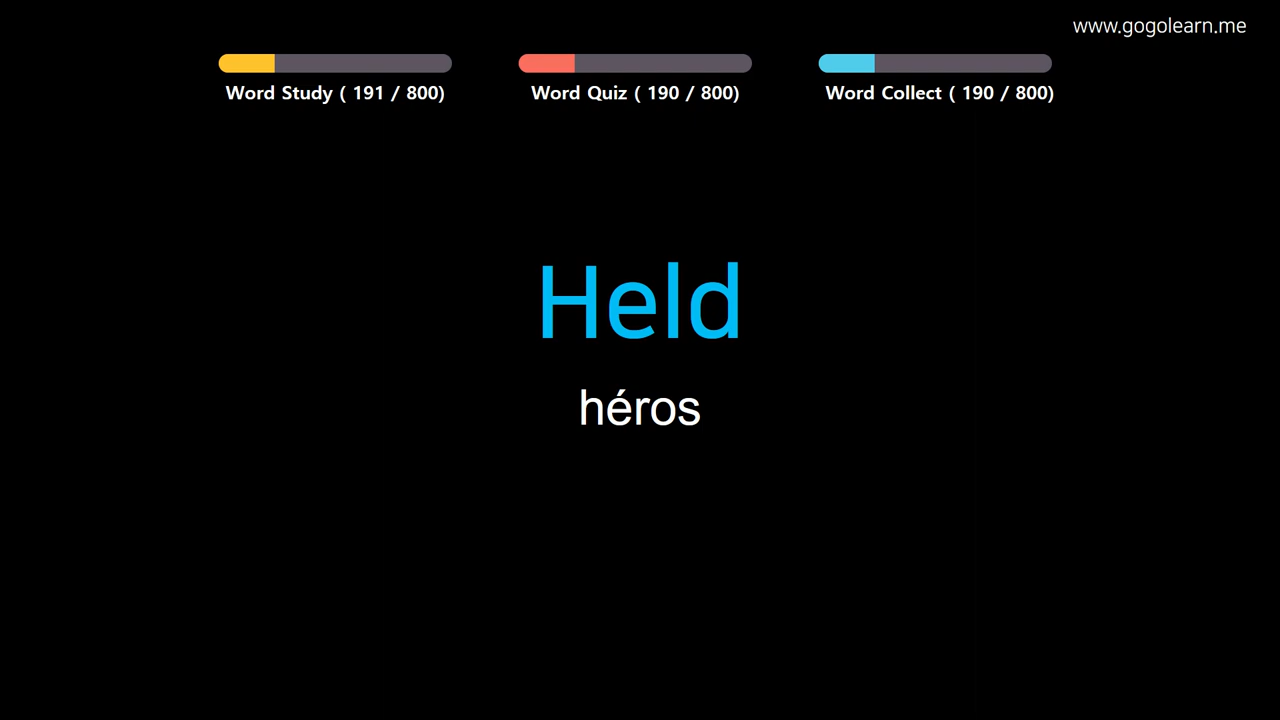 www.gogolearn.me
Word Study ( 191 / 800)
Word Quiz ( 190 / 800)
Word Collect ( 190 / 800)
Held
héros